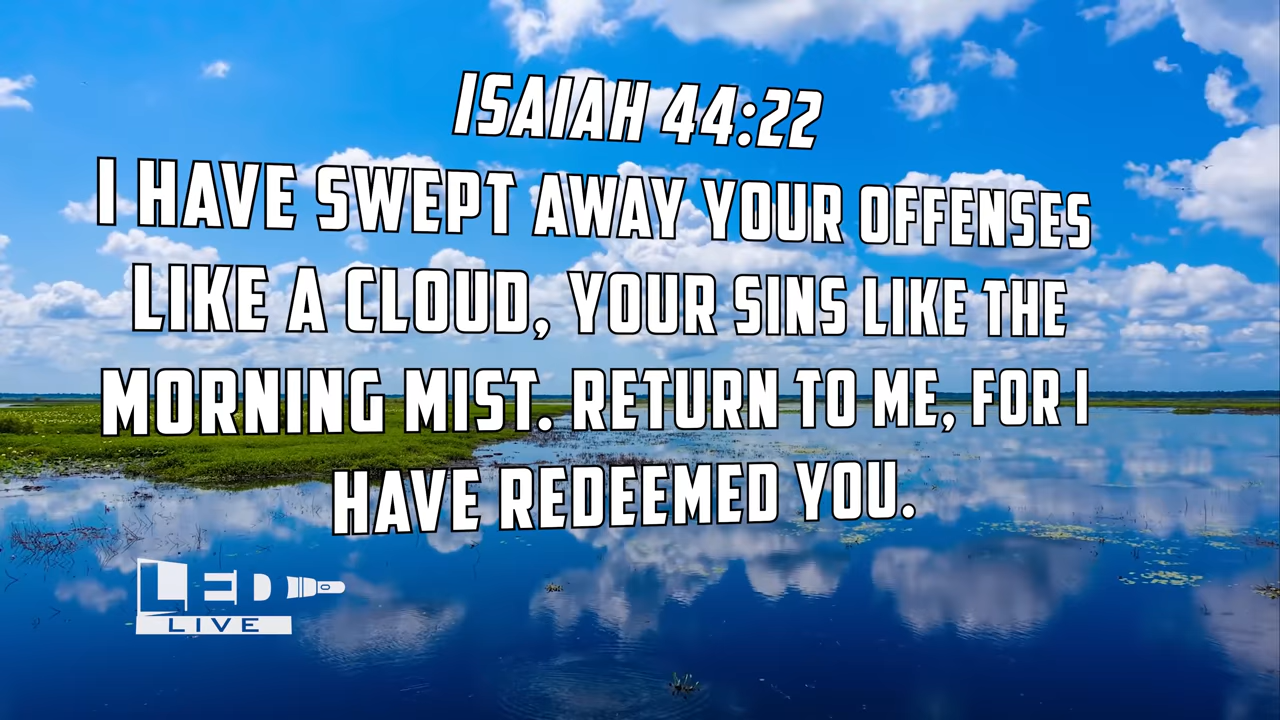 ISAIAH 44:22
I HAVE SWEPT AWAY YOUR OFFENSES
LIKE A CLOUD, YOUR SINS LIKE THE
MORNING MIST. RETURN TO ME, FOR I
HAVE REDEEMED YOU.
LED
LIVE